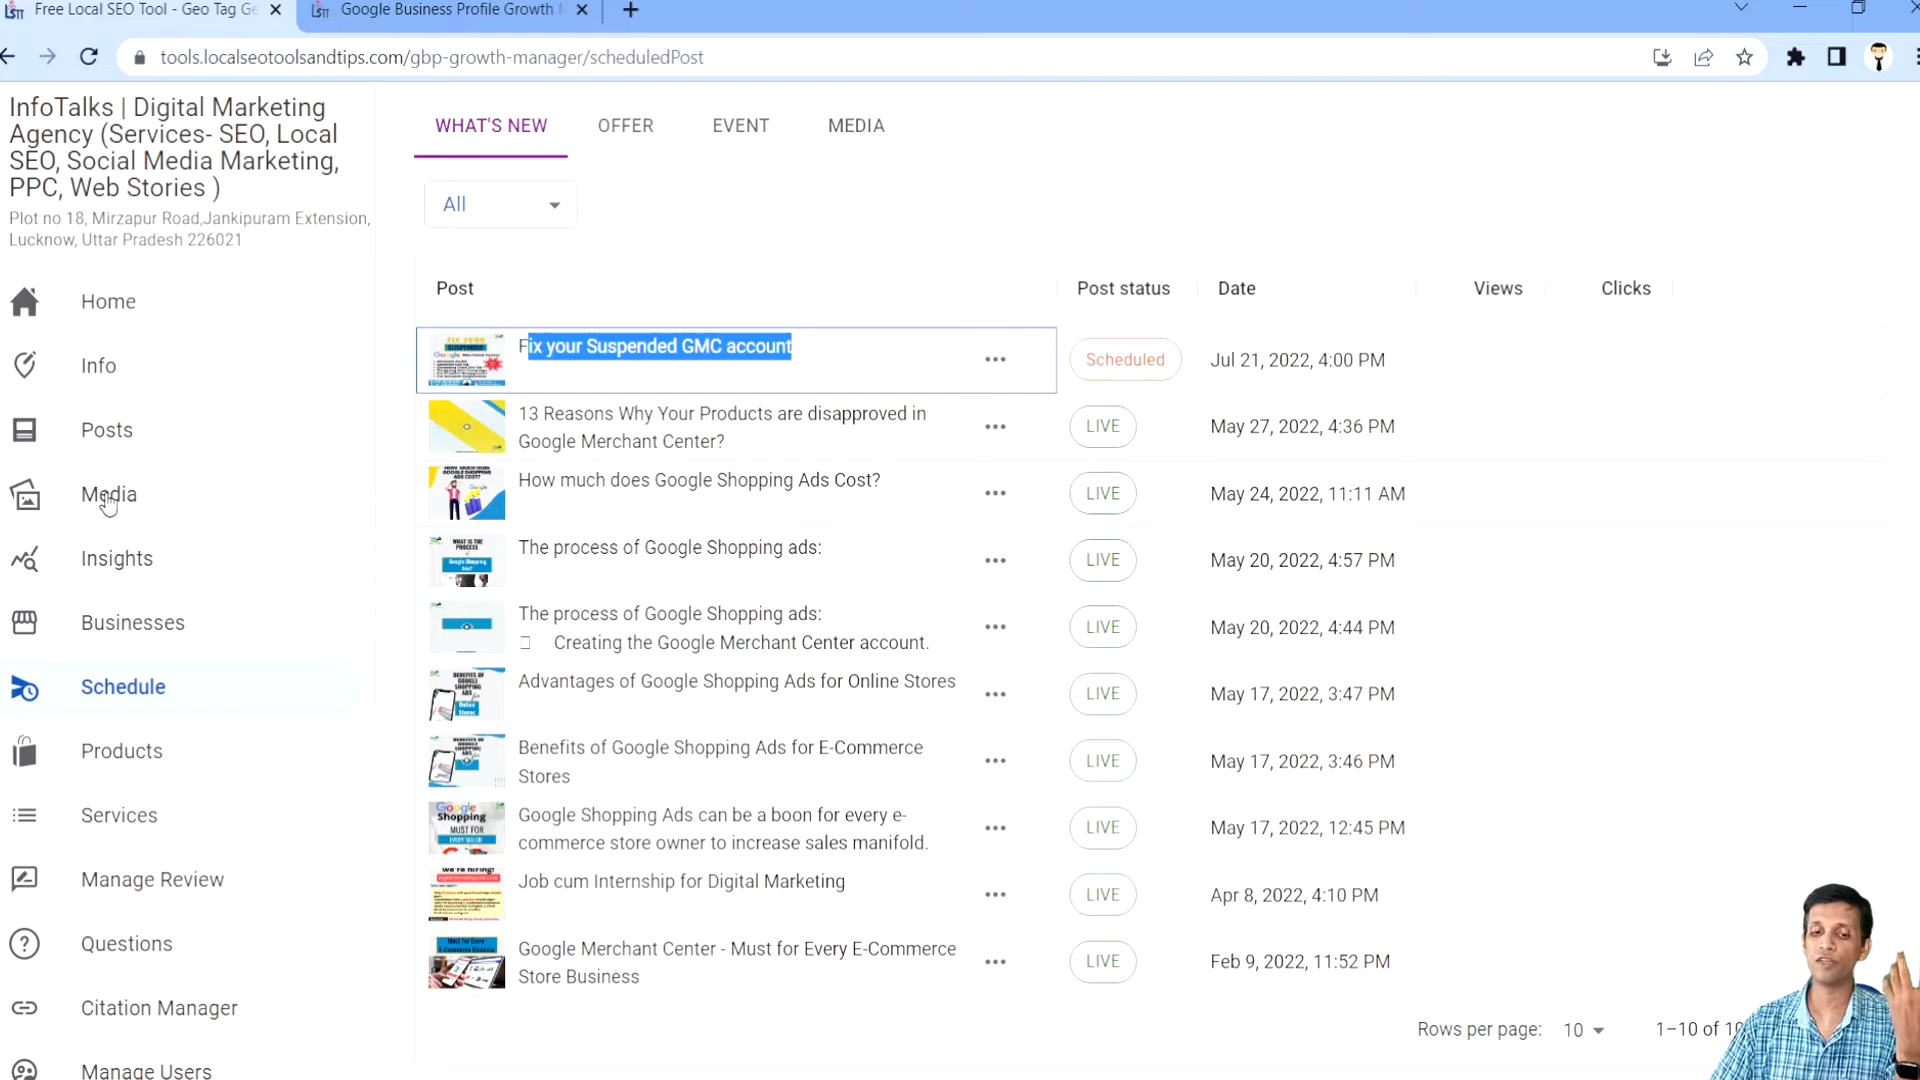 Free Local SEO Tool - Geo Tag Ge
Google Business Profile Growth
tools.localseotoolsandtips.com/gbp-growth-manager/scheduledPost
InfoTalks | Digital Marketing
Agency (Services- SEO, Local
SEO, Social Media Marketing,
PPC, Web Stories )
Plot no 18, Mirzapur Road,Jankipuram Extension,
Lucknow, Uttar Pradesh 226021
Home
Info
Posts
Media
Insights
Businesses
Schedule
Products
Services
Manage Review
Questions
Citation Manager
Manage Users
WHAT'S NEW OFFER EVENT MEDIA
All
Post Post status Date Views Clicks
Fix your Suspended GMC account
Scheduled Jul 21, 2022, 4:00 PM
13 Reasons Why Your Products are disapproved in
Google Merchant Center?
LIVE May 27, 2022, 4:36 PM
How much does Google Shopping Ads Cost?
LIVE May 24, 2022, 11:11 AM
The process of Google Shopping ads:
LIVE May 20, 2022, 4:57 PM
The process of Google Shopping ads:
Creating the Google Merchant Center account.
LIVE May 20, 2022, 4:44 PM
Advantages of Google Shopping Ads for Online Stores
LIVE May 17, 2022, 3:47 PM
Benefits of Google Shopping Ads for E-Commerce
Stores
LIVE May 17, 2022, 3:46 PM
Google Shopping Ads can be a boon for every e-
commerce store owner to increase sales manifold.
LIVE May 17, 2022, 12:45 PM
Job cum Internship for Digital Marketing
LIVE Apr 8, 2022, 4:10 PM
Google Merchant Center - Must for Every E-Commerce
Store Business
LIVE Feb 9, 2022, 11:52 PM
Rows per page: 10 1–10 of